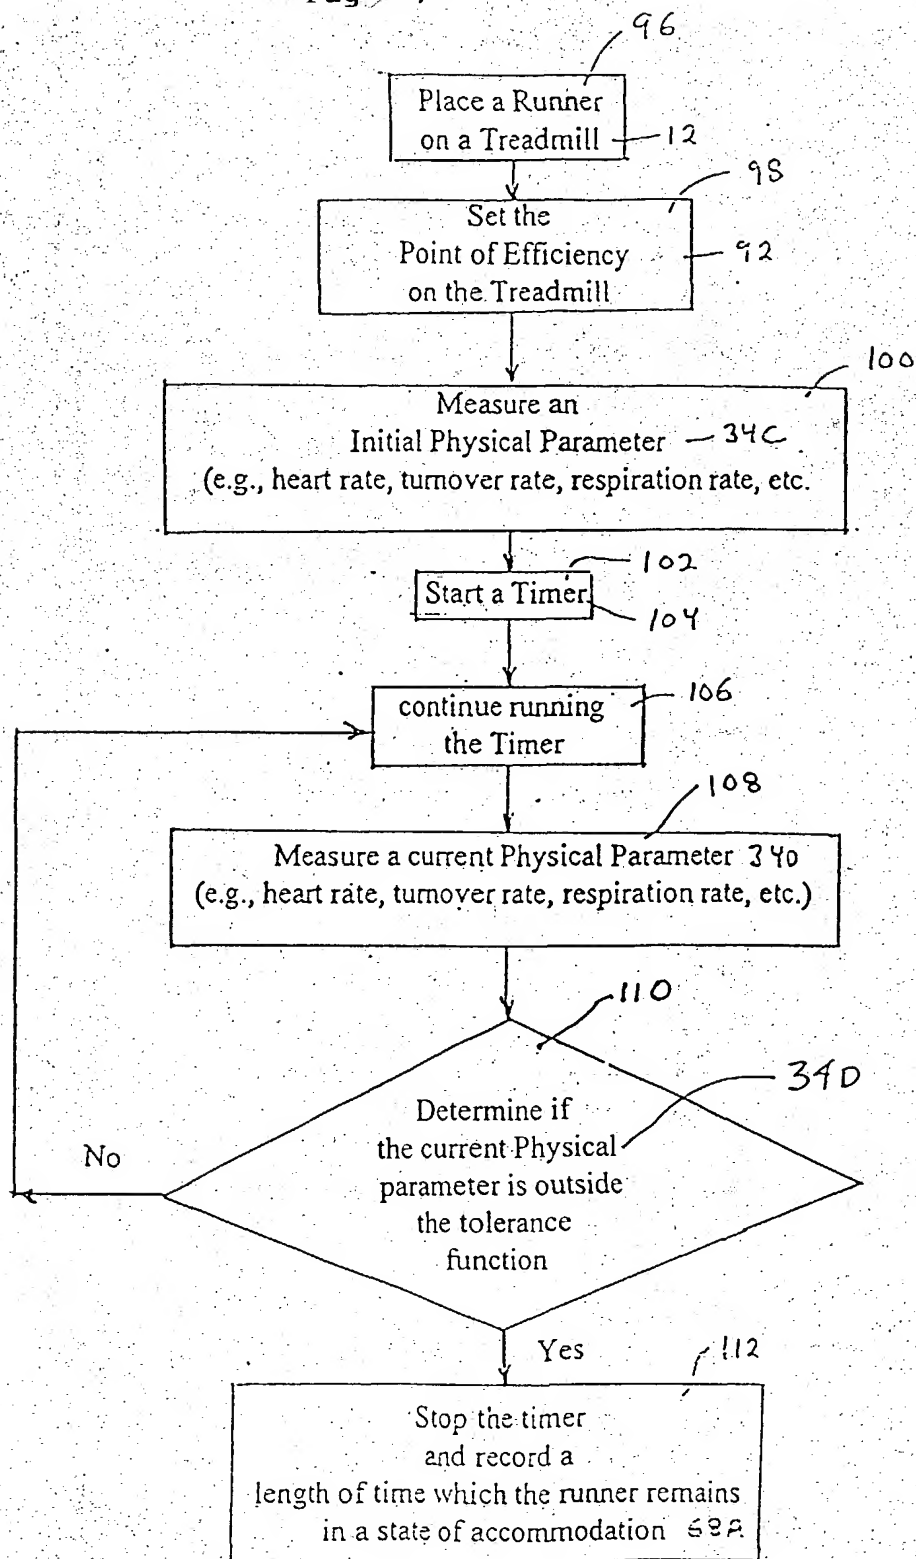 96
Place a Runner
on a Treadmill 12
98
Set the
Point of Efficiency 92
on the Treadmill
100
Measure an
Initial Physical Parameter 34C
(e.g., heart rate, turnover rate, respiration rate, etc.
102
Start a Timer
104
106
continue running
the Timer
108
Measure a current Physical Parameter 340
(e.g., heart rate, turnover rate, respiration rate, etc.)
110
34D
Determine if
the current Physical
parameter is outside
the tolerance
function
No
Yes
112
Stop the timer
and record a
length of time which the runner remains
in a state of accommodation